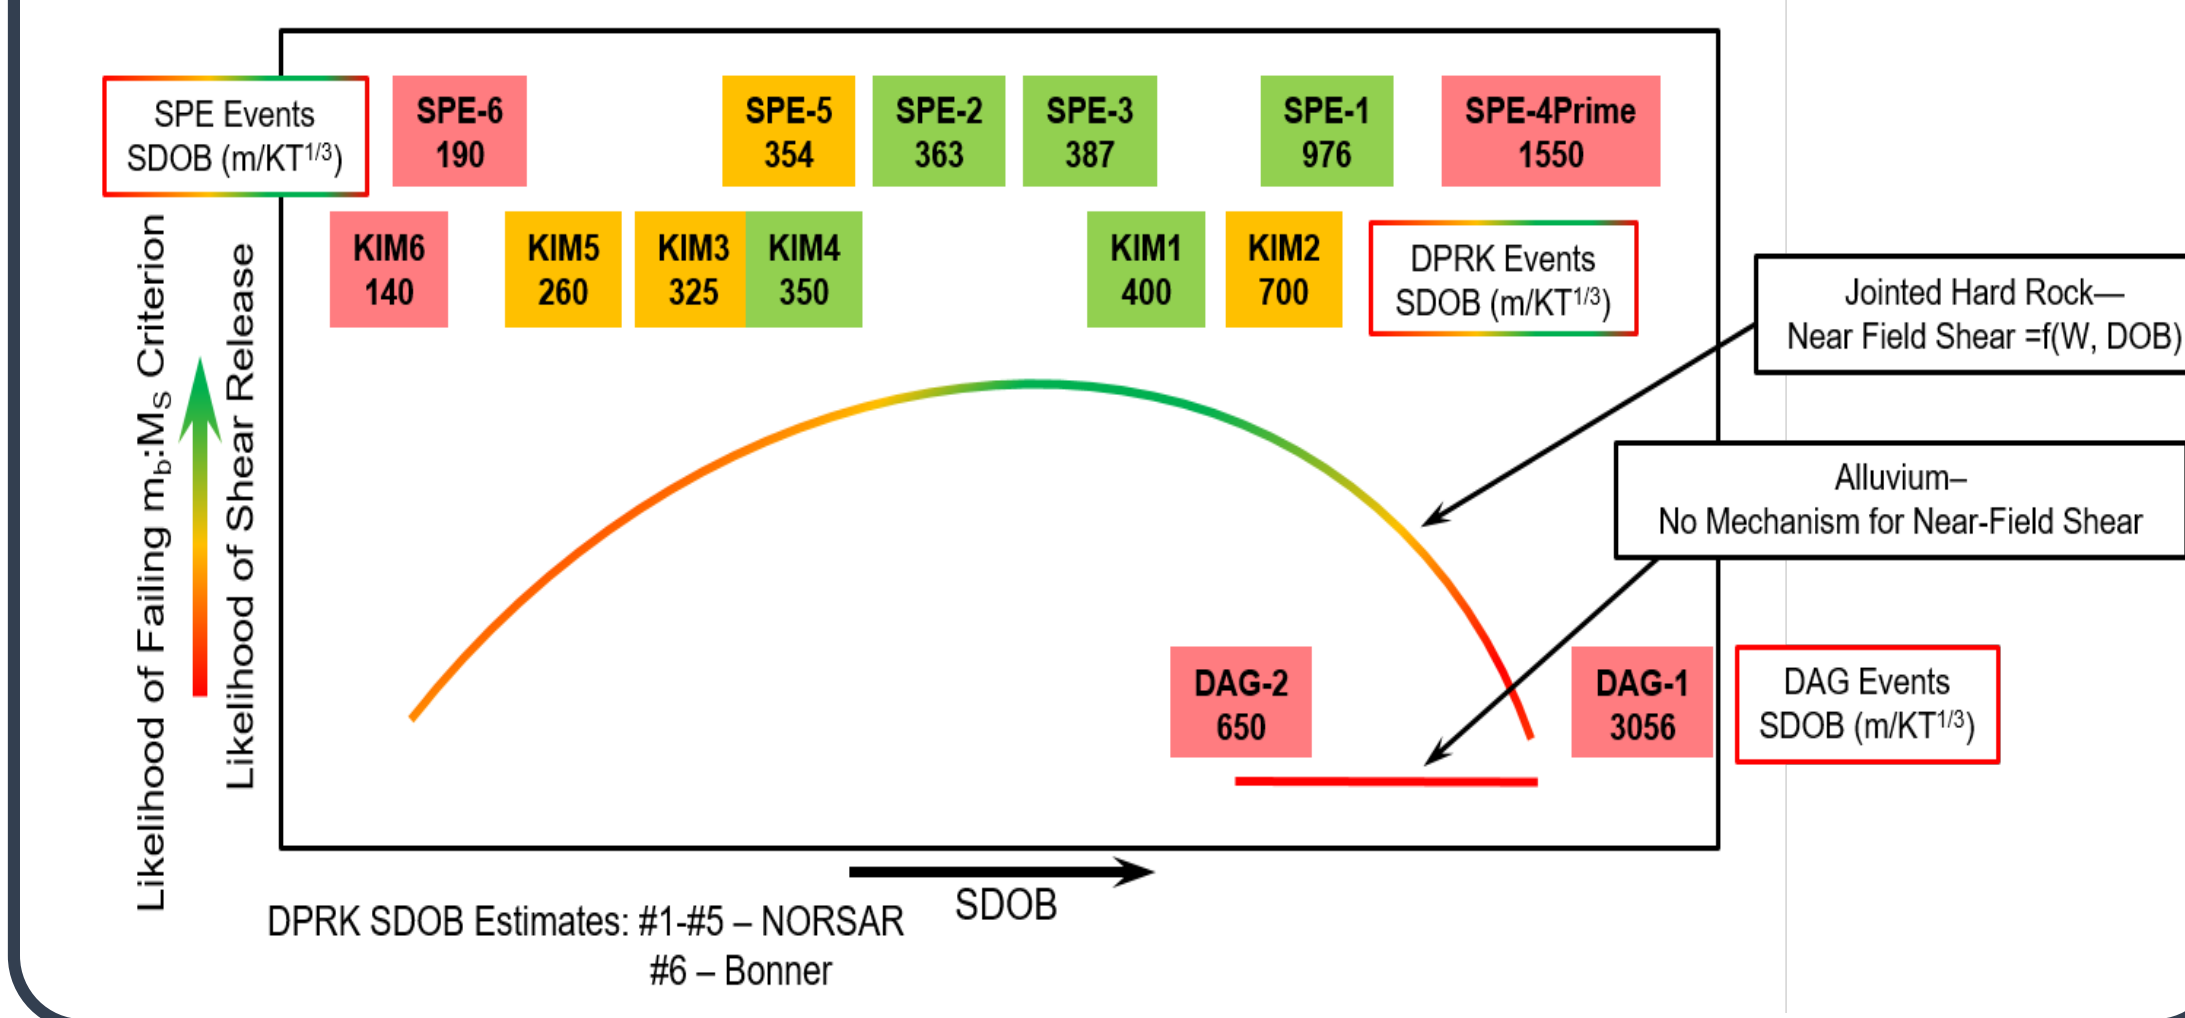 SPE Events
SDOB (m/KT1/3)
SPE-6
190
SPE-5
354
SPE-2
363
SPE-3
387
SPE-1
976
SPE-4Prime
1550
KIM6
140
KIM5
260
KIM3
325
KIM4
350
KIM1
400
KIM2
700
DPRK Events
SDOB (m/KT1/3)
Jointed Hard Rock—
Near Field Shear =f(W, DOB)
Alluvium–
No Mechanism for Near-Field Shear
Likelihood of Failing mb:MS Criterion
Likelihood of Shear Release
DAG-2
650
DAG-1
3056
DAG Events
SDOB (m/KT1/3)
SDOB
DPRK SDOB Estimates: #1-#5 – NORSAR
#6 – Bonner